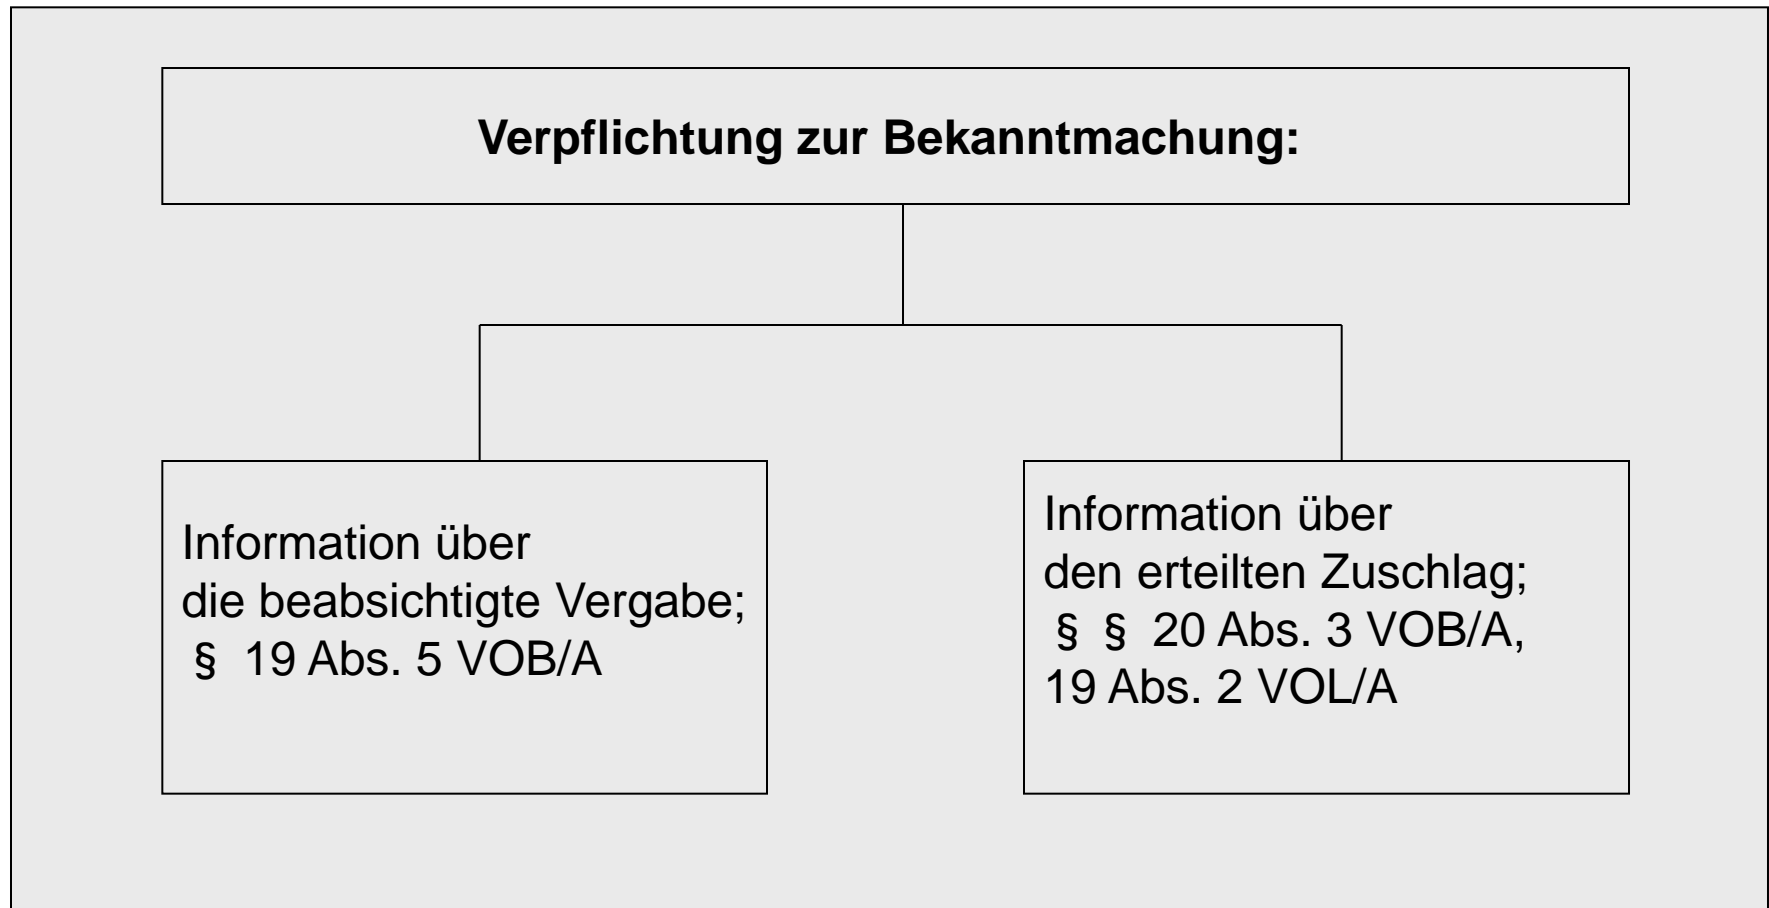 Verpflichtung zur Bekanntmachung:
Information über
die beabsichtigte Vergabe;
§ 19 Abs. 5 VOB/A
Information über
den erteilten Zuschlag;
§ § 20 Abs. 3 VOB/A,
19 Abs. 2 VOL/A